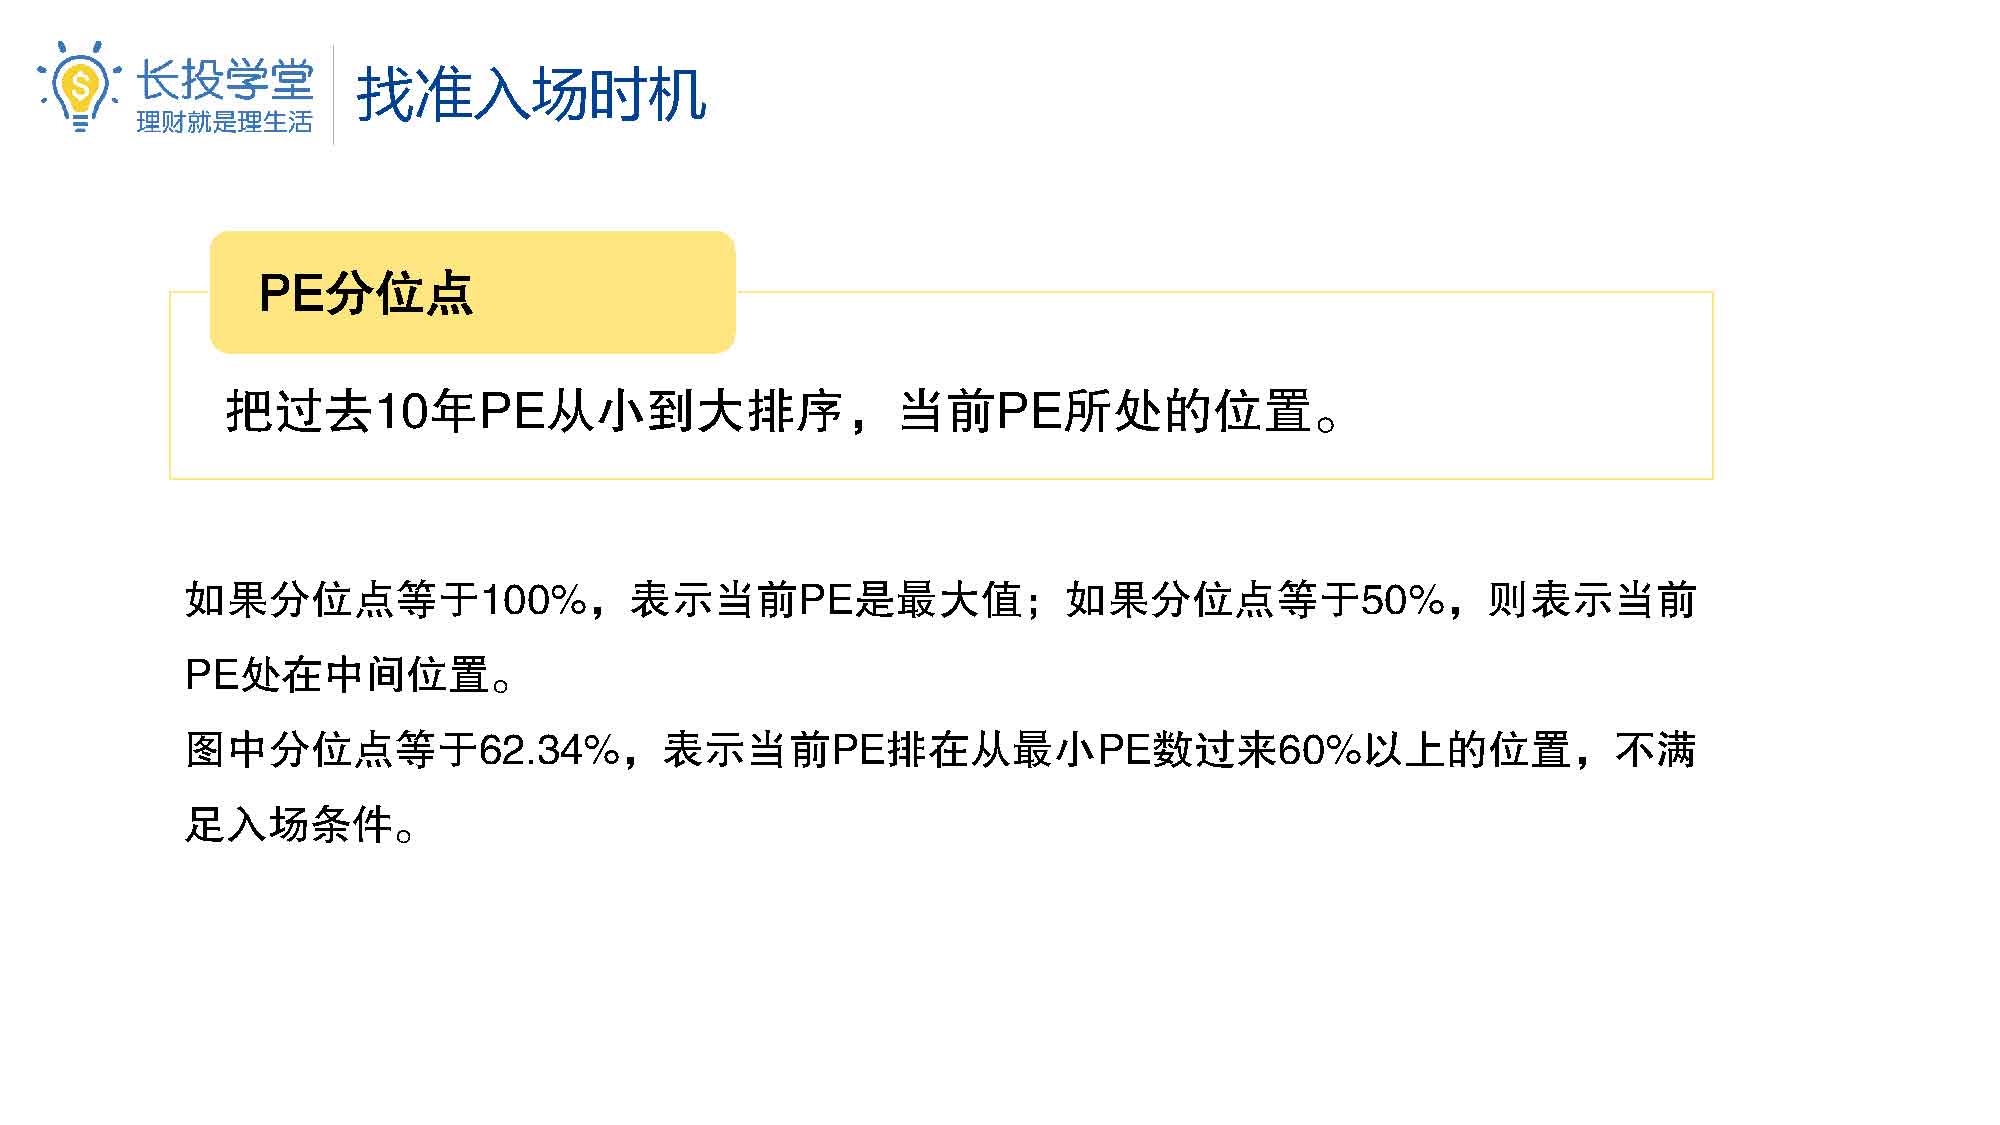 长投学堂
理财就是理生活
找准入场时机
PE分位点
把过去10年PE从小到大排序，当前PE所处的位置。
如果分位点等于100%，表示当前PE是最大值；如果分位点等于50%，则表示当前
PE处在中间位置。
图中分位点等于62.34%，表示当前PE排在从最小PE数过来60%以上的位置，不满
足入场条件。